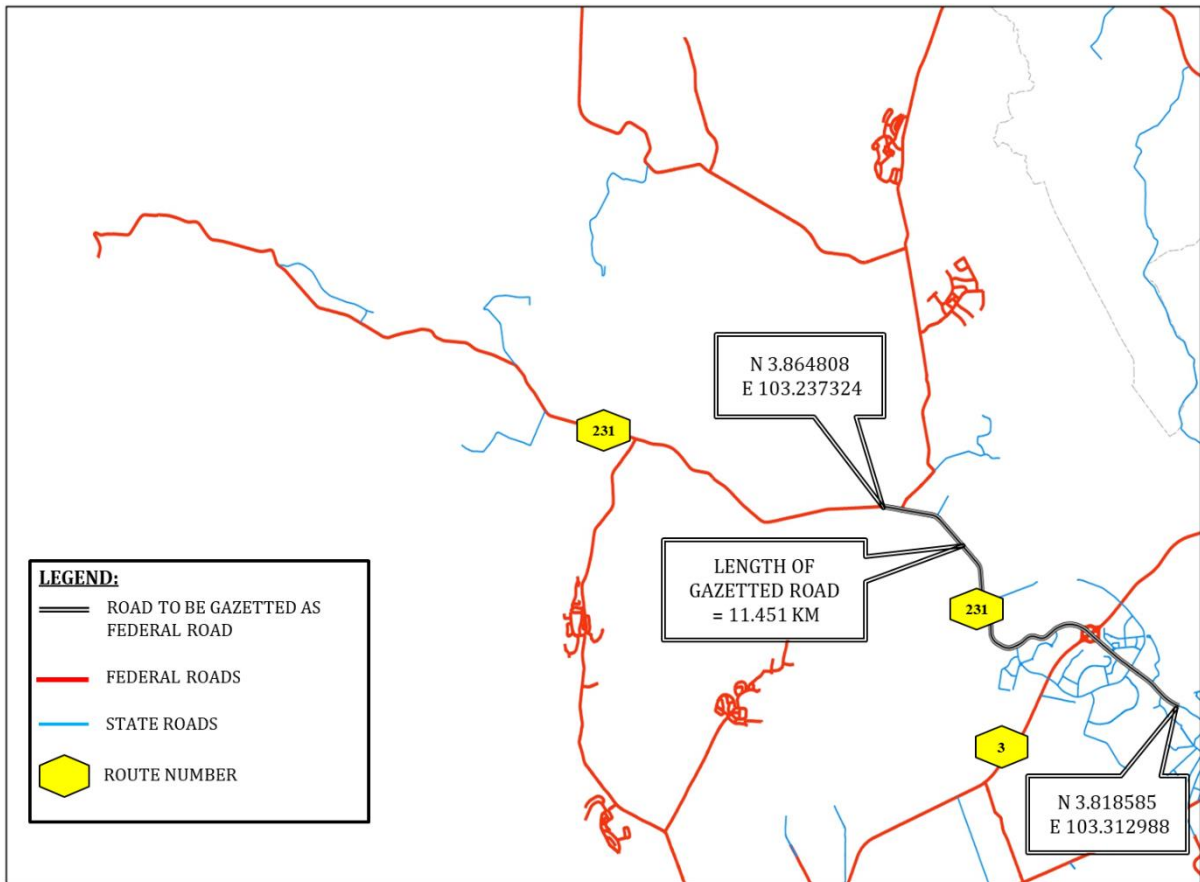 N 3.864808
E 103.237324
231
LENGTH OF
GAZETTED ROAD
= 11.451 KM
231
3
N 3.818585
E 103.312988
LEGEND:
ROAD TO BE GAZETTED AS
FEDERAL ROAD
FEDERAL ROADS
STATE ROADS
ROUTE NUMBER